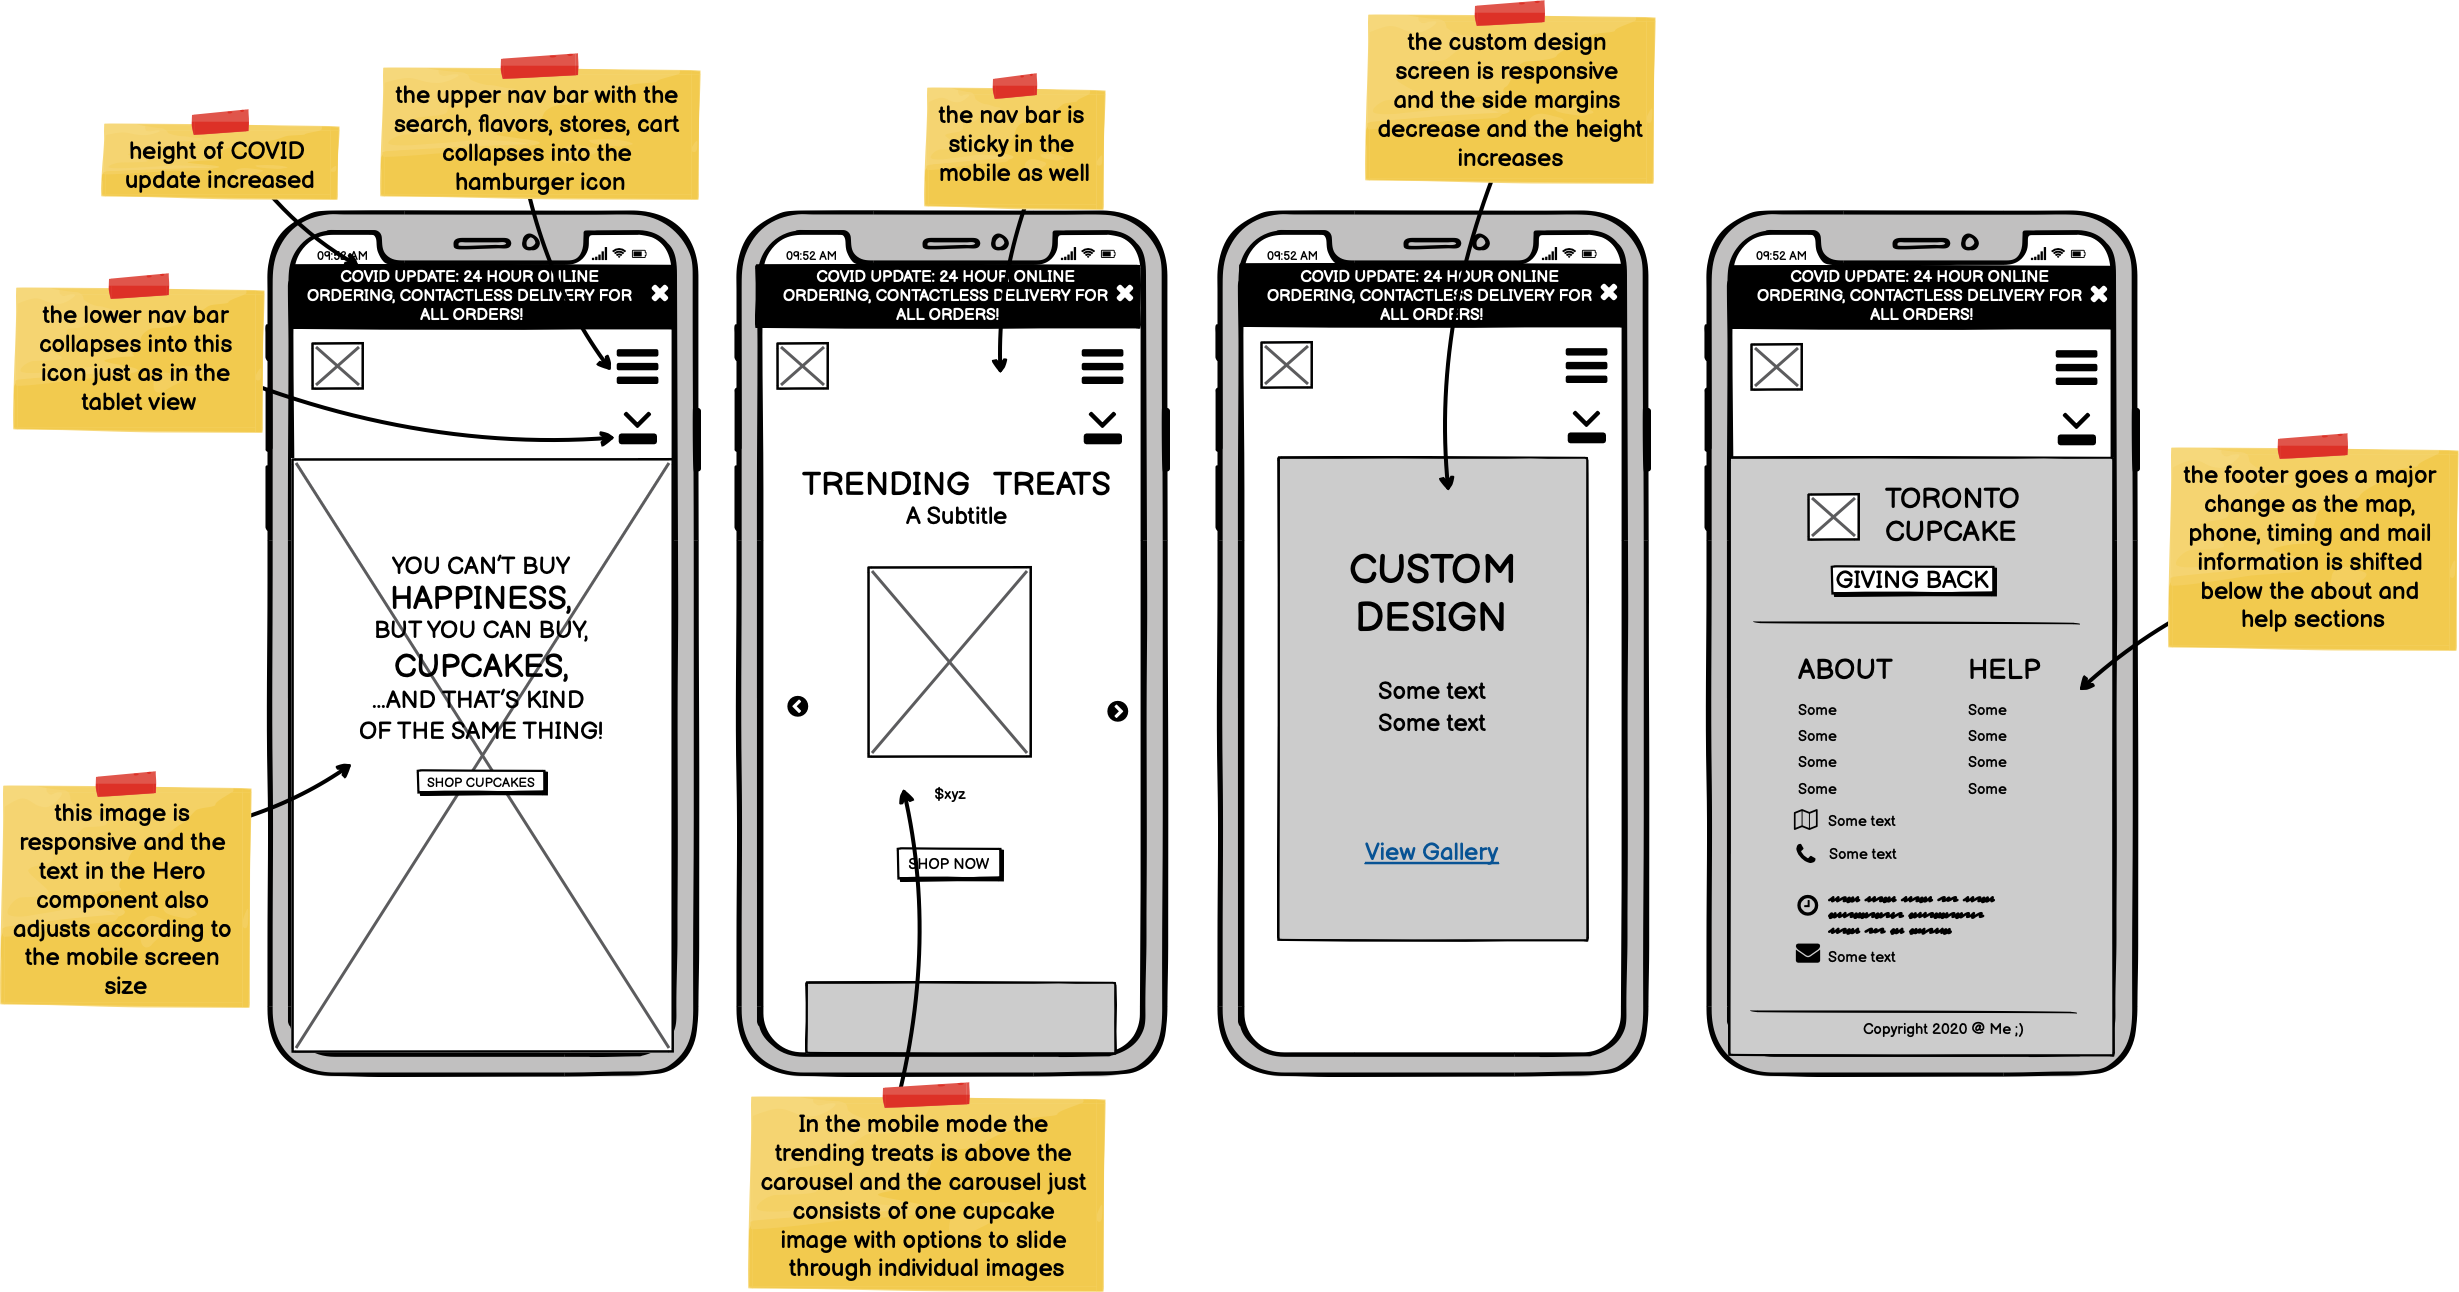 height of COVID
update increased
the upper nav bar with the
search, flavors, stores, cart
collapses into the
hamburger icon
the nav bar is
sticky in the
mobile as well
the custom design
screen is responsive
and the side margins
decrease and the height
increases
the lower nav bar
collapses into this
icon just as in the
tablet view
this image is
responsive and the
text in the Hero
component also
adjusts according to
the mobile screen
size
09:52 AM
COVID UPDATE: 24 HOUR ONLINE
ORDERING, CONTACTLESS DELIVERY FOR
ALL ORDERS!
YOU CAN'T BUY
HAPPINESS,
BUT YOU CAN BUY,
CUPCAKES,
...AND THAT'S KIND
OF THE SAME THING!
SHOP CUPCAKES
09:52 AM
COVID UPDATE: 24 HOUR ONLINE
ORDERING, CONTACTLESS DELIVERY FOR
ALL ORDERS!
TRENDING TREATS
A Subtitle
$xyz
SHOP NOW
In the mobile mode the
trending treats is above the
carousel and the carousel just
consists of one cupcake
image with options to slide
through individual images
09:52 AM
COVID UPDATE: 24 HOUR ONLINE
ORDERING, CONTACTLESS DELIVERY FOR
ALL ORDERS!
CUSTOM
DESIGN
Some text
Some text
View Gallery
09:52 AM
COVID UPDATE: 24 HOUR ONLINE
ORDERING, CONTACTLESS DELIVERY FOR
ALL ORDERS!
TORONTO
CUPCAKE
GIVING BACK
ABOUT HELP
Some Some
Some Some
Some Some
Some Some
Some text
Some text
Some text
Copyright 2020 @ Me ;)
the footer goes a major
change as the map,
phone, timing and mail
information is shifted
below the about and
help sections